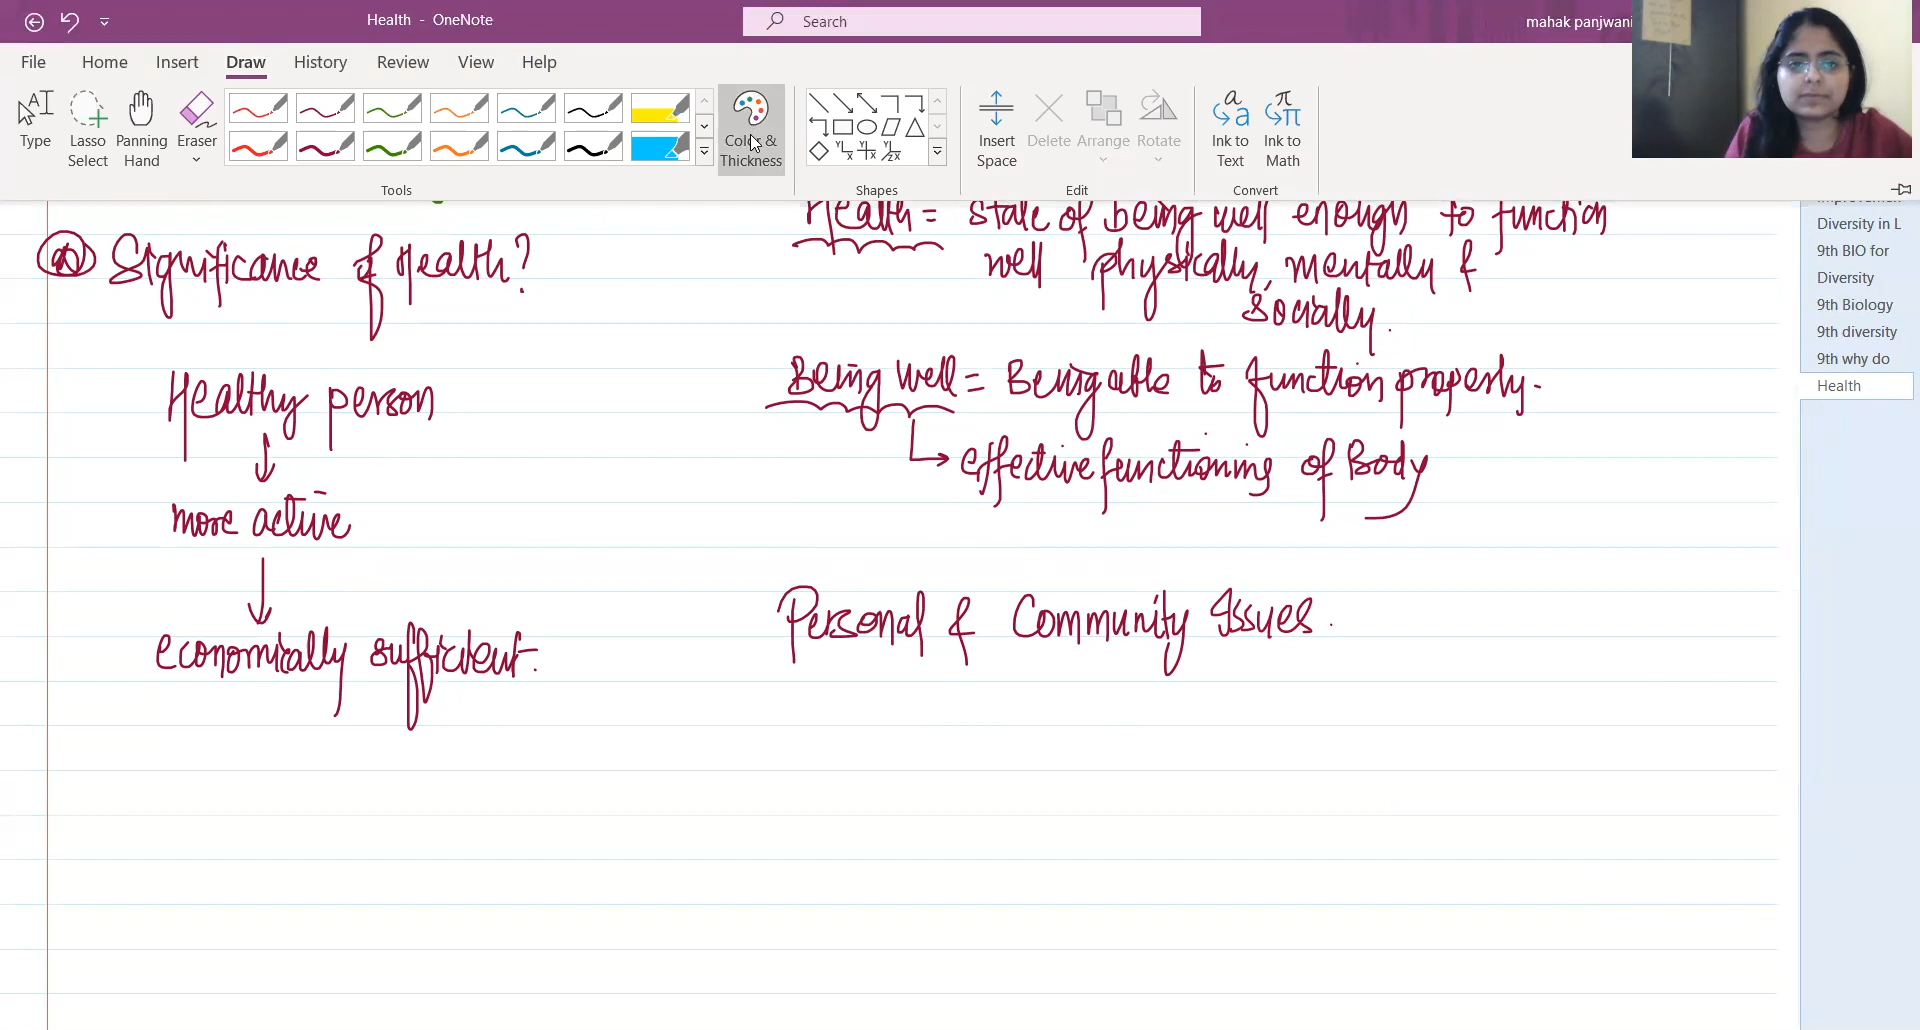 Health - OneNote
Search
mahak panjwani
File Home Insert Draw History Review View Help
Type
Lasso Select
Panning Hand
Eraser
Color & Thickness
Insert Space
Delete
Arrange
Rotate
Ink to Text
Ink to Math
Tools
Shapes
Edit
Convert
Diversity in L
9th BIO for
Diversity
9th Biology
9th diversity
9th why do
Health
Significance of Health?
Healthy person
more active
economically sufficient.
Health = State of being well enough to function
well physically, mentally &
socially.
Being well = Being able to function properly.
effective functioning of Body
Personal & Community Issues.